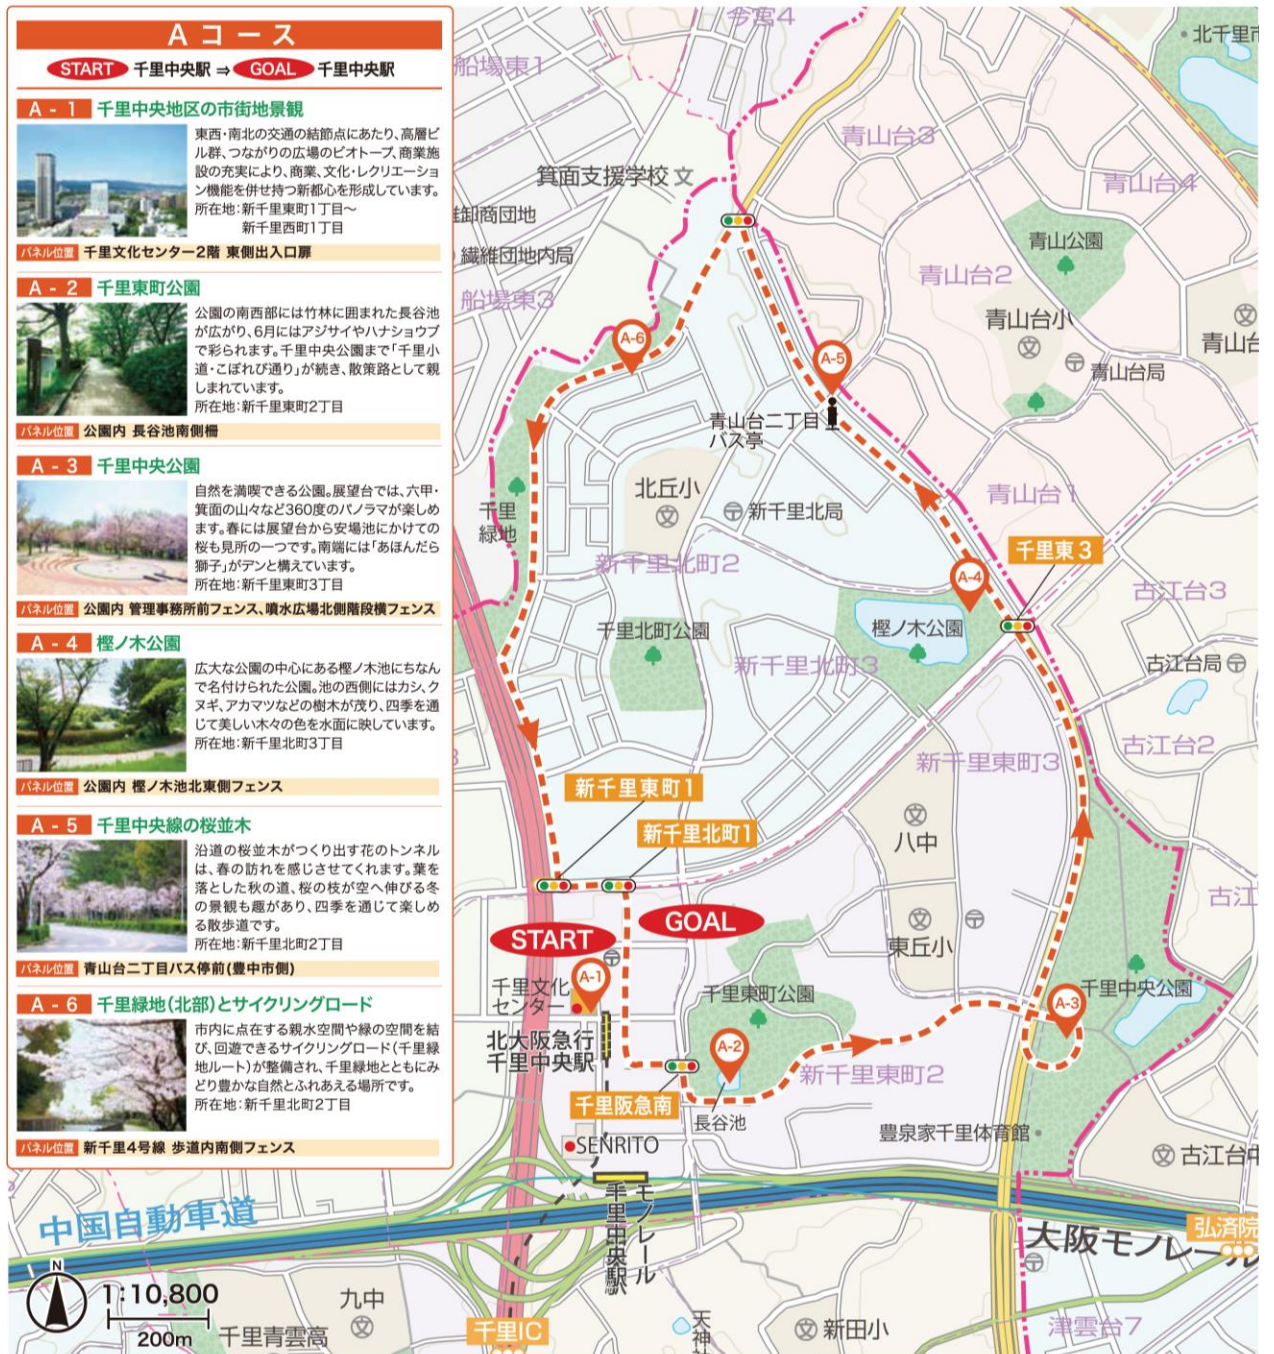 Aコース
START 千里中央駅 ⇒ GOAL 千里中央駅
A - 1 千里中央地区の市街地景観
東西・南北の交通の結節点にあたり、高層ビ
ル群、つながりの広場のビオトープ、商業施
設の充実により、商業、文化・レクリエーショ
ン機能を併せ持つ新都心を形成しています。
所在地:新千里東町1丁目～
新千里西町1丁目
パネル位置 千里文化センター2階 東側出入口扉
A - 2 千里東町公園
公園の南西部には竹林に囲まれた長谷池
が広がり、6月にはアジサイやハナショウブ
で彩られます。千里中央公園まで「千里小
道・こぼれび通り」が続き、散策路として親
しまれています。
所在地:新千里東町2丁目
パネル位置 公園内 長谷池南側柵
A - 3 千里中央公園
自然を満喫できる公園。展望台では、六甲・
箕面の山々など360度のパノラマが楽しめ
ます。春には展望台から安場池にかけての
桜も見所の一つです。南端には「あほんだら
獅子」がデンと構えています。
所在地:新千里東町3丁目
パネル位置 公園内 管理事務所前フェンス、噴水広場北側階段横フェンス
A - 4 樫ノ木公園
広大な公園の中心にある樫ノ木池にちなん
で名付けられた公園。池の西側にはカシ、ク
ヌギ、アカマツなどの樹木が茂り、四季を通
じて美しい木々の色を水面に映しています。
所在地:新千里北町3丁目
パネル位置 公園内 樫ノ木池北東側フェンス
A - 5 千里中央線の桜並木
沿道の桜並木がつくり出す花のトンネル
は、春の訪れを感じさせてくれます。葉を
落とした秋の道、桜の枝が空へ伸びる冬
の景観も趣があり、四季を通じて楽しめ
る散歩道です。
所在地:新千里北町2丁目
パネル位置 青山台二丁目バス停前(豊中市側)
A - 6 千里緑地(北部)とサイクリングロード
市内に点在する親水空間や緑の空間を結
び、回遊できるサイクリングロード(千里緑
地ルート)が整備され、千里緑地とともにみ
どり豊かな自然とふれあえる場所です。
所在地:新千里北町2丁目
パネル位置 新千里4号線 歩道内南側フェンス
今宮4
船場東1
北千里市
青山台3
箕面支援学校 文
青山台4
卸商団地
青山公園
繊維団地内局
青山台2
船場東3
青山台小
文
青山台
文
青山台局
A-6
A-5
青山台二丁目
バス亭
北丘小
文
新千里北局
青山台1
千里
緑地
新千里北町2
千里東3
A-4
古江台3
千里北町公園
樫ノ木公園
新千里北町3
古江台局
古江台2
新千里東町3
新千里東町1
新千里北町1
文
八中
古江
START
GOAL
文
東丘小
A-1
千里文化
センター
千里東町公園
A-3
千里中央公園
北大阪急行
千里中央駅
A-2
新千里東町2
千里阪急南
長谷池
豊泉家千里体育館
SENRITO
文 古江台中
モノレール
千里中央駅
中国自動車道
大阪モノレール
弘済院
N
1:10,800
200m
九中
文
千里青雲高
千里IC
天神
文 新田小
津雲台7